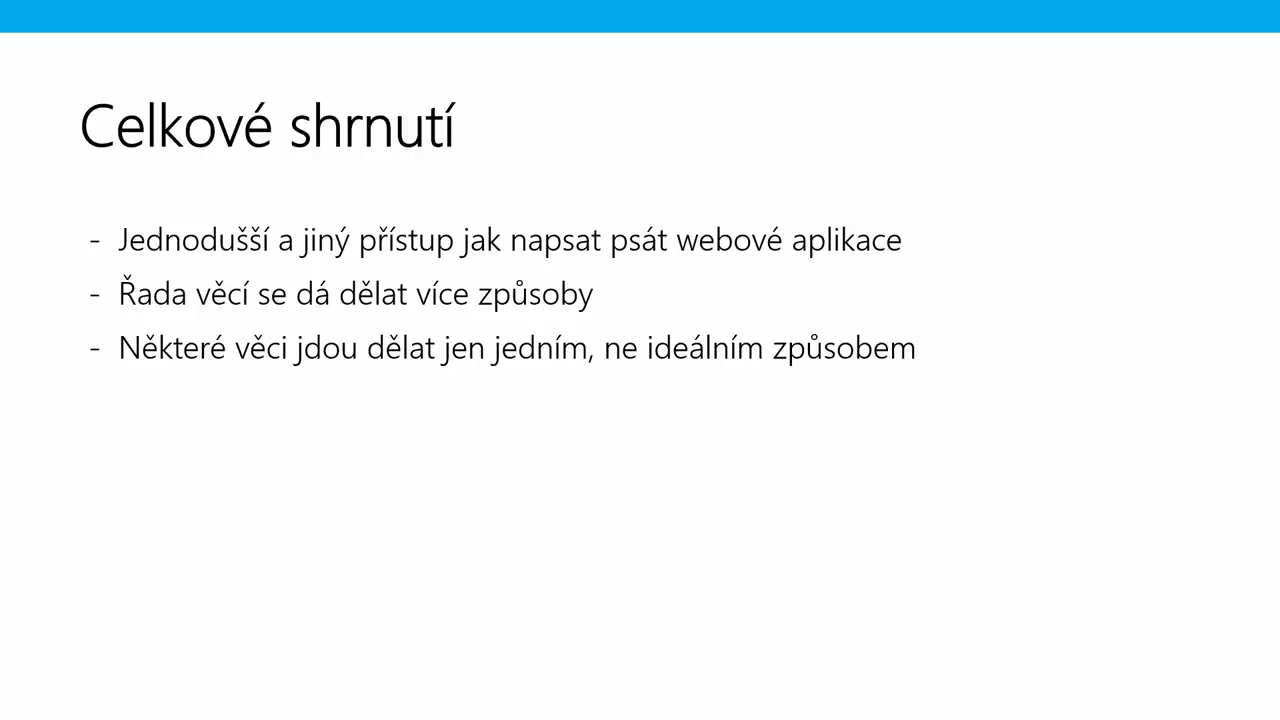 Celkové shrnutí
- Jednodušší a jiný přístup jak napsat psát webové aplikace
- Řada věcí se dá dělat více způsoby
- Některé věci jdou dělat jen jedním, ne ideálním způsobem